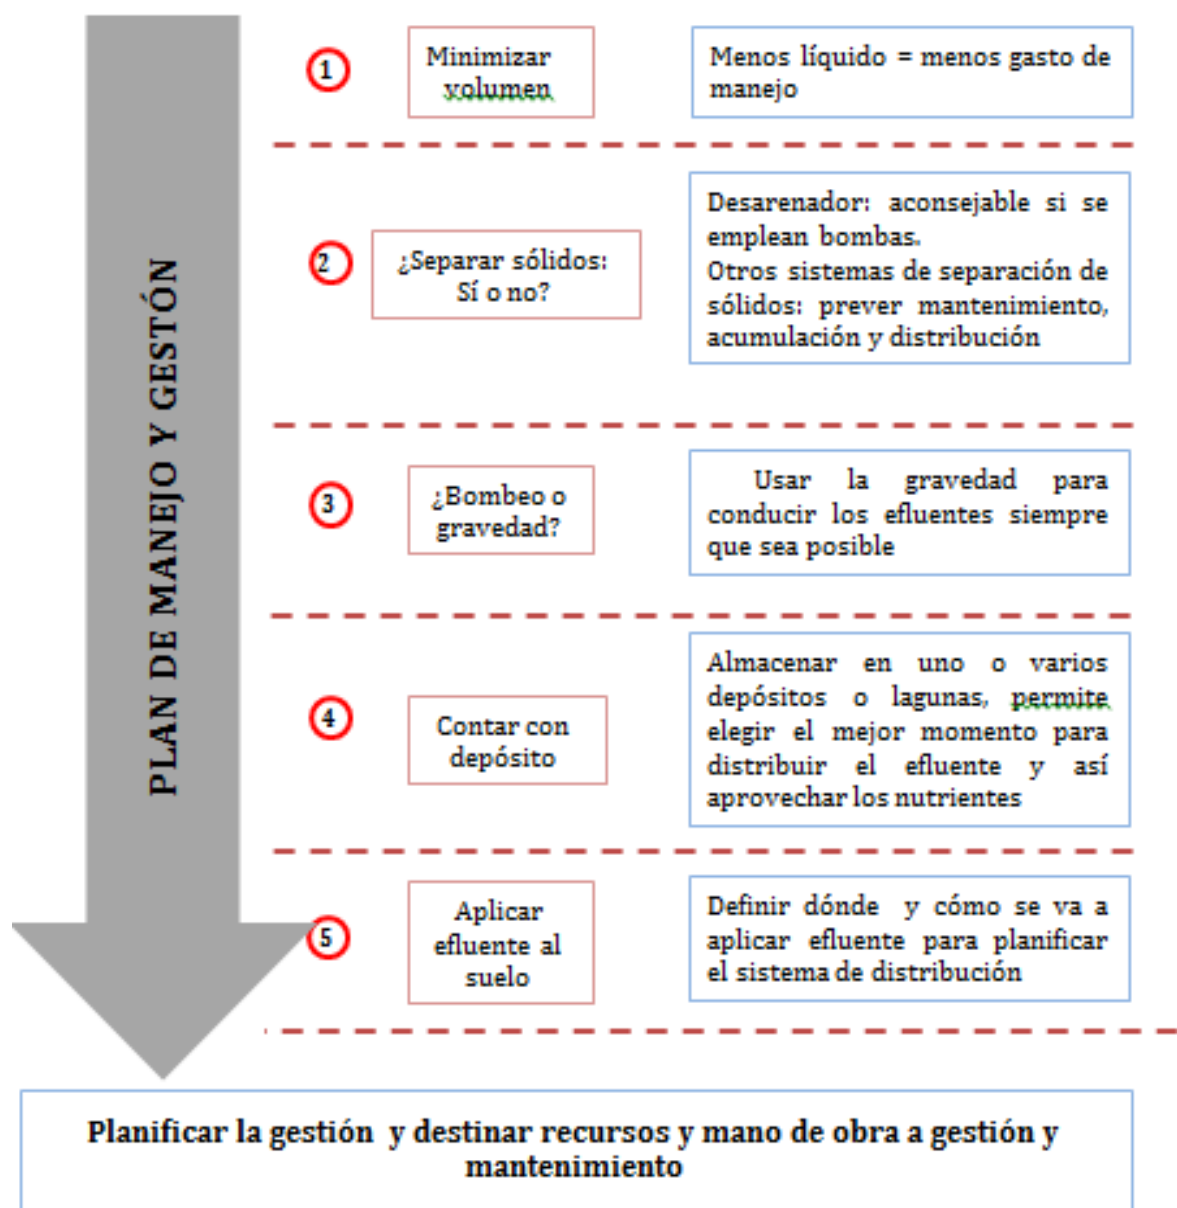 PLAN DE MANEJO Y GESTÓN
1
Minimizar
volumen
Menos líquido = menos gasto de
manejo
2
¿Separar sólidos:
Sí o no?
Desarenador: aconsejable si se
emplean bombas.
Otros sistemas de separación de
sólidos: prever mantenimiento,
acumulación y distribución
3
¿Bombeo o
gravedad?
Usar la gravedad para
conducir los efluentes siempre
que sea posible
4
Contar con
depósito
Almacenar en uno o varios
depósitos o lagunas, permite
elegir el mejor momento para
distribuir el efluente y así
aprovechar los nutrientes
5
Aplicar
efluente al
suelo
Definir dónde y cómo se va a
aplicar efluente para planificar
el sistema de distribución
Planificar la gestión y destinar recursos y mano de obra a gestión y
mantenimiento